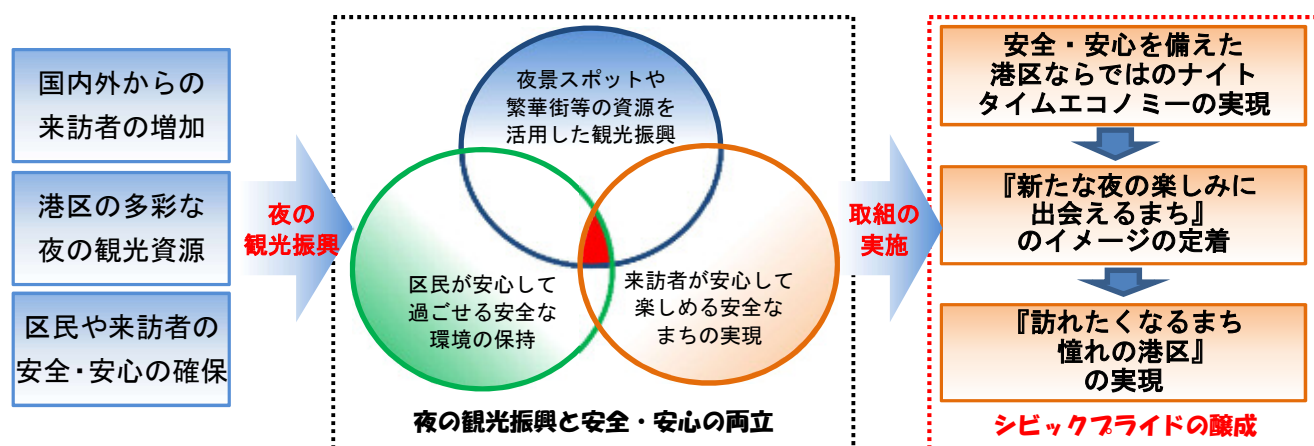 国内外からの
来訪者の増加
港区の多彩な
夜の観光資源
区民や来訪者の
安全・安心の確保
夜の
観光振興
夜景スポットや
繁華街等の資源を
活用した観光振興
区民が安心して
過ごせる安全な
環境の保持
来訪者が安心して
楽しめる安全な
まちの実現
夜の観光振興と安全・安心の両立
取組の
実施
安全・安心を備えた
港区ならではのナイト
タイムエコノミーの実現
『新たな夜の楽しみに
出会えるまち』
のイメージの定着
『訪れたくなるまち
憧れの港区』
の実現
シビックプライドの醸成